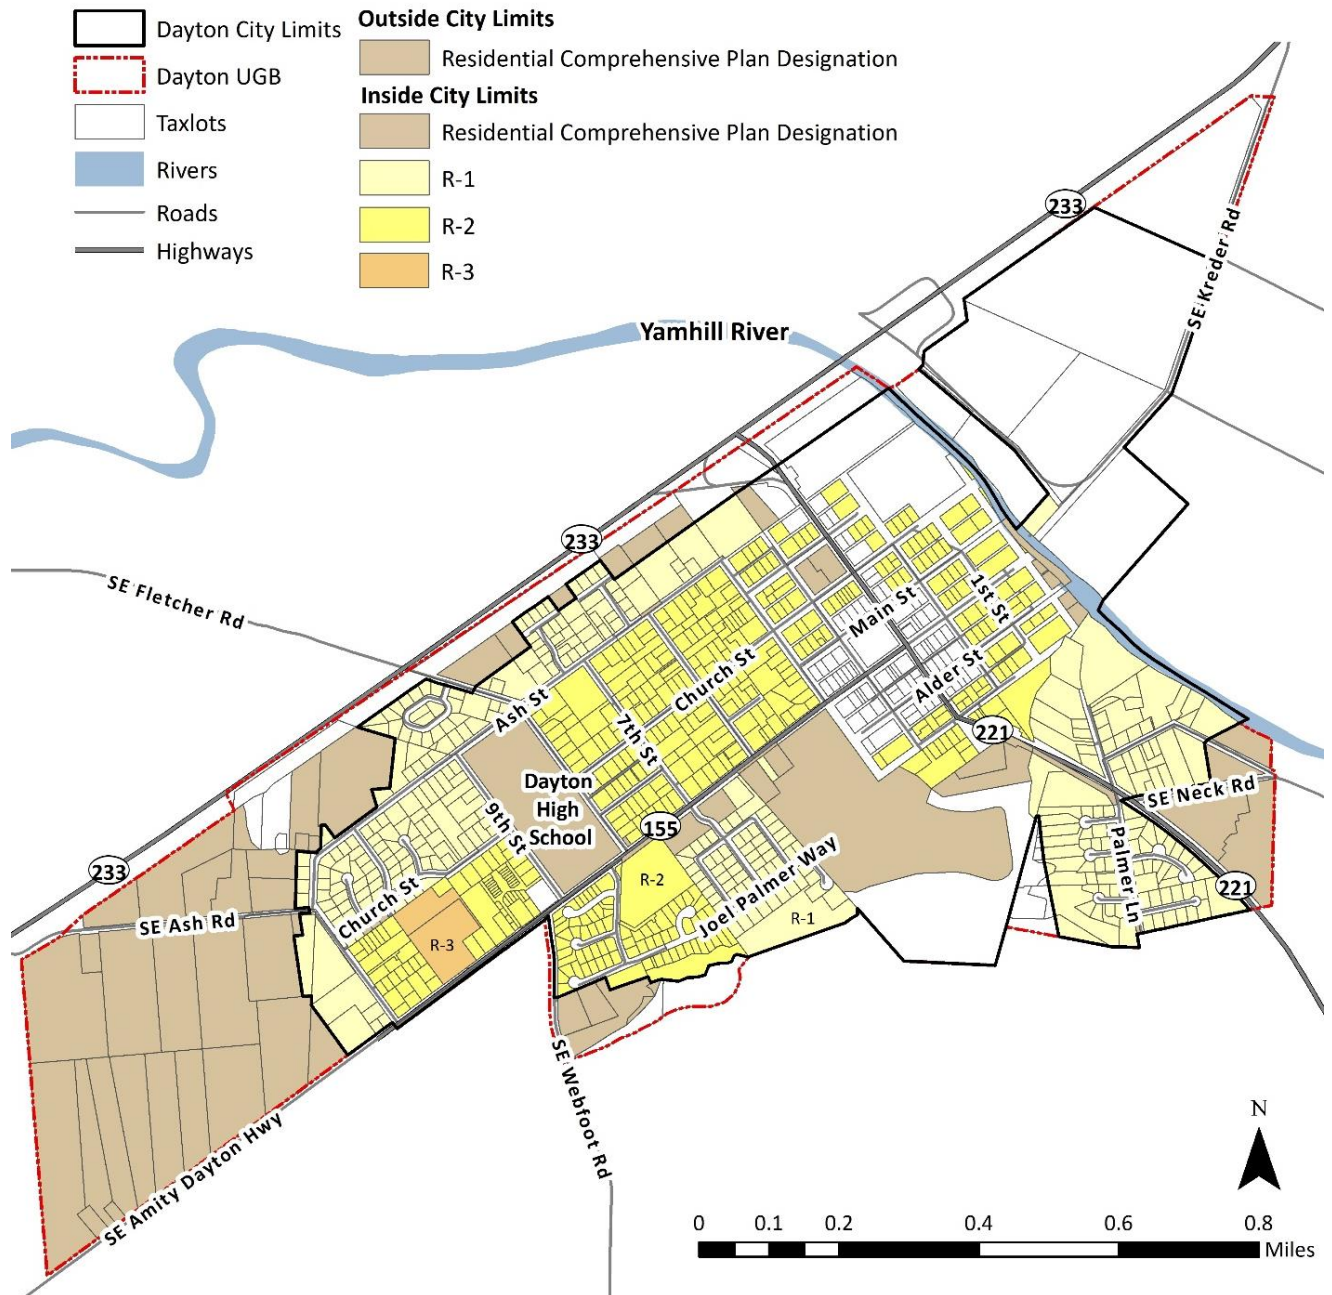 Dayton City Limits
Dayton UGB
Taxlots
Rivers
Roads
Highways
Outside City Limits
Residential Comprehensive Plan Designation
Inside City Limits
Residential Comprehensive Plan Designation
R-1
R-2
R-3
233
SE Kreder Rd
Yamhill River
233
SE Fletcher Rd
Main St
1st St
Church St
Alder St
Ash St
7th St
221
Dayton
High
School
9th St
155
SE Neck Rd
233
Church St
R-2
Joel Palmer Way
Palmer Ln
221
SE Ash Rd
R-3
R-1
SE Webfoot Rd
SE Amity Dayton Hwy
N
0 0.1 0.2 0.4 0.6 0.8
Miles